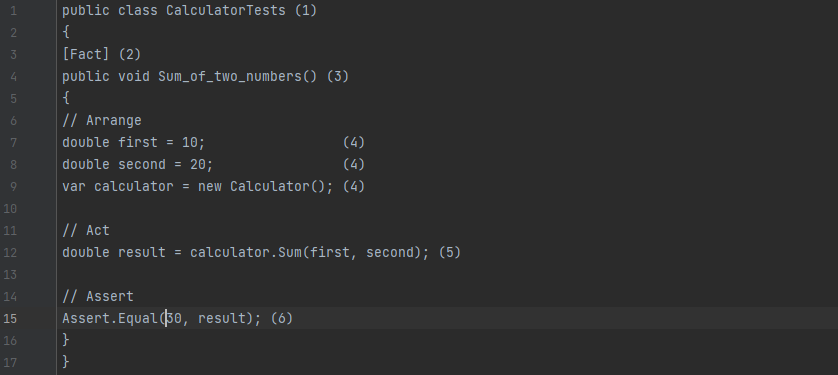 1 public class CalculatorTests (1)
2 {
3 [Fact] (2)
4 public void Sum_of_two_numbers() (3)
5 {
6 // Arrange
7 double first = 10; (4)
8 double second = 20; (4)
9 var calculator = new Calculator(); (4)
10
11 // Act
12 double result = calculator.Sum(first, second); (5)
13
14 // Assert
15 Assert.Equal(30, result); (6)
16 }
17 }